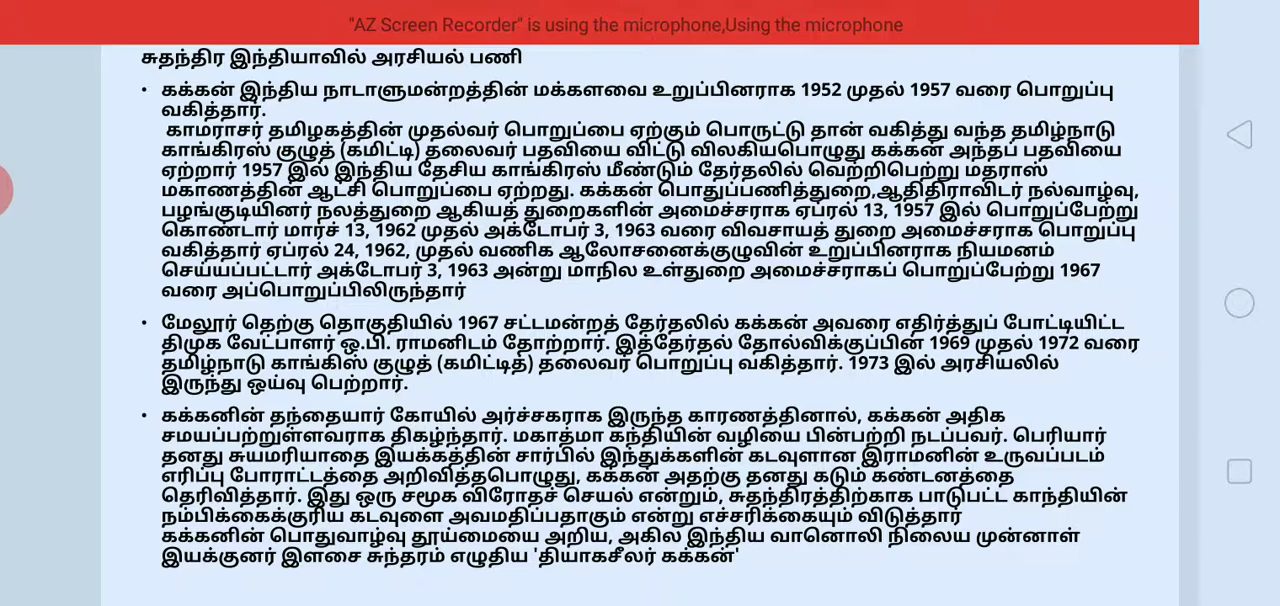 "AZ Screen Recorder" is using the microphone,Using the microphone
சுதந்திர இந்தியாவில் அரசியல் பணி
• கக்கன் இந்திய நாடாளுமன்றத்தின் மக்களவை உறுப்பினராக 1952 முதல் 1957 வரை பொறுப்பு
வகித்தார்.
காமராசர் தமிழகத்தின் முதல்வர் பொறுப்பை ஏற்கும் பொருட்டு தான் வகித்து வந்த தமிழ்நாடு
காங்கிரஸ் குழுத் (கமிட்டி) தலைவர் பதவியை விட்டு விலகியபொழுது கக்கன் அந்தப் பதவியை
ஏற்றார் 1957 இல் இந்திய தேசிய காங்கிரஸ் மீண்டும் தேர்தலில் வெற்றிபெற்று மதராஸ்
மகாணத்தின் ஆட்சி பொறுப்பை ஏற்றது. கக்கன் பொதுப்பணித்துறை,ஆதிதிராவிடர் நல்வாழ்வு,
பழங்குடியினர் நலத்துறை ஆகியத் துறைகளின் அமைச்சராக ஏப்ரல் 13, 1957 இல் பொறுப்பேற்று
கொண்டார் மார்ச் 13, 1962 முதல் அக்டோபர் 3, 1963 வரை விவசாயத் துறை அமைச்சராக பொறுப்பு
வகித்தார் ஏப்ரல் 24, 1962, முதல் வணிக ஆலோசனைக்குழுவின் உறுப்பினராக நியமனம்
செய்யப்பட்டார் அக்டோபர் 3, 1963 அன்று மாநில உள்துறை அமைச்சராகப் பொறுப்பேற்று 1967
வரை அப்பொறுப்பிலிருந்தார்
• மேலூர் தெற்கு தொகுதியில் 1967 சட்டமன்றத் தேர்தலில் கக்கன் அவரை எதிர்த்துப் போட்டியிட்ட
திமுக வேட்பாளர் ஒ.பி. ராமனிடம் தோற்றார். இத்தேர்தல் தோல்விக்குப்பின் 1969 முதல் 1972 வரை
தமிழ்நாடு காங்கிஸ் குழுத் (கமிட்டித்) தலைவர் பொறுப்பு வகித்தார். 1973 இல் அரசியலில்
இருந்து ஓய்வு பெற்றார்.
• கக்கனின் தந்தையார் கோயில் அர்ச்சகராக இருந்த காரணத்தினால், கக்கன் அதிக
சமயப்பற்றுள்ளவராக திகழ்ந்தார். மகாத்மா கந்தியின் வழியை பின்பற்றி நடப்பவர். பெரியார்
தனது சுயமரியாதை இயக்கத்தின் சார்பில் இந்துக்களின் கடவுளான இராமனின் உருவப்படம்
எரிப்பு போராட்டத்தை அறிவித்தபொழுது, கக்கன் அதற்கு தனது கடும் கண்டனத்தை
தெரிவித்தார். இது ஒரு சமூக விரோதச் செயல் என்றும், சுதந்திரத்திற்காக பாடுபட்ட காந்தியின்
நம்பிக்கைக்குரிய கடவுளை அவமதிப்பதாகும் என்று எச்சரிக்கையும் விடுத்தார்
கக்கனின் பொதுவாழ்வு தூய்மையை அறிய, அகில இந்திய வானொலி நிலைய முன்னாள்
இயக்குனர் இளசை சுந்தரம் எழுதிய 'தியாகசீலர் கக்கன்'